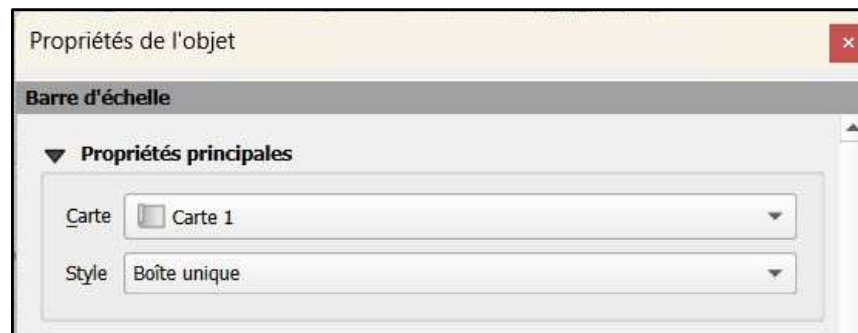 Propriétés de l'objet
Barre d'échelle
Propriétés principales
Carte Carte 1
Style Boîte unique